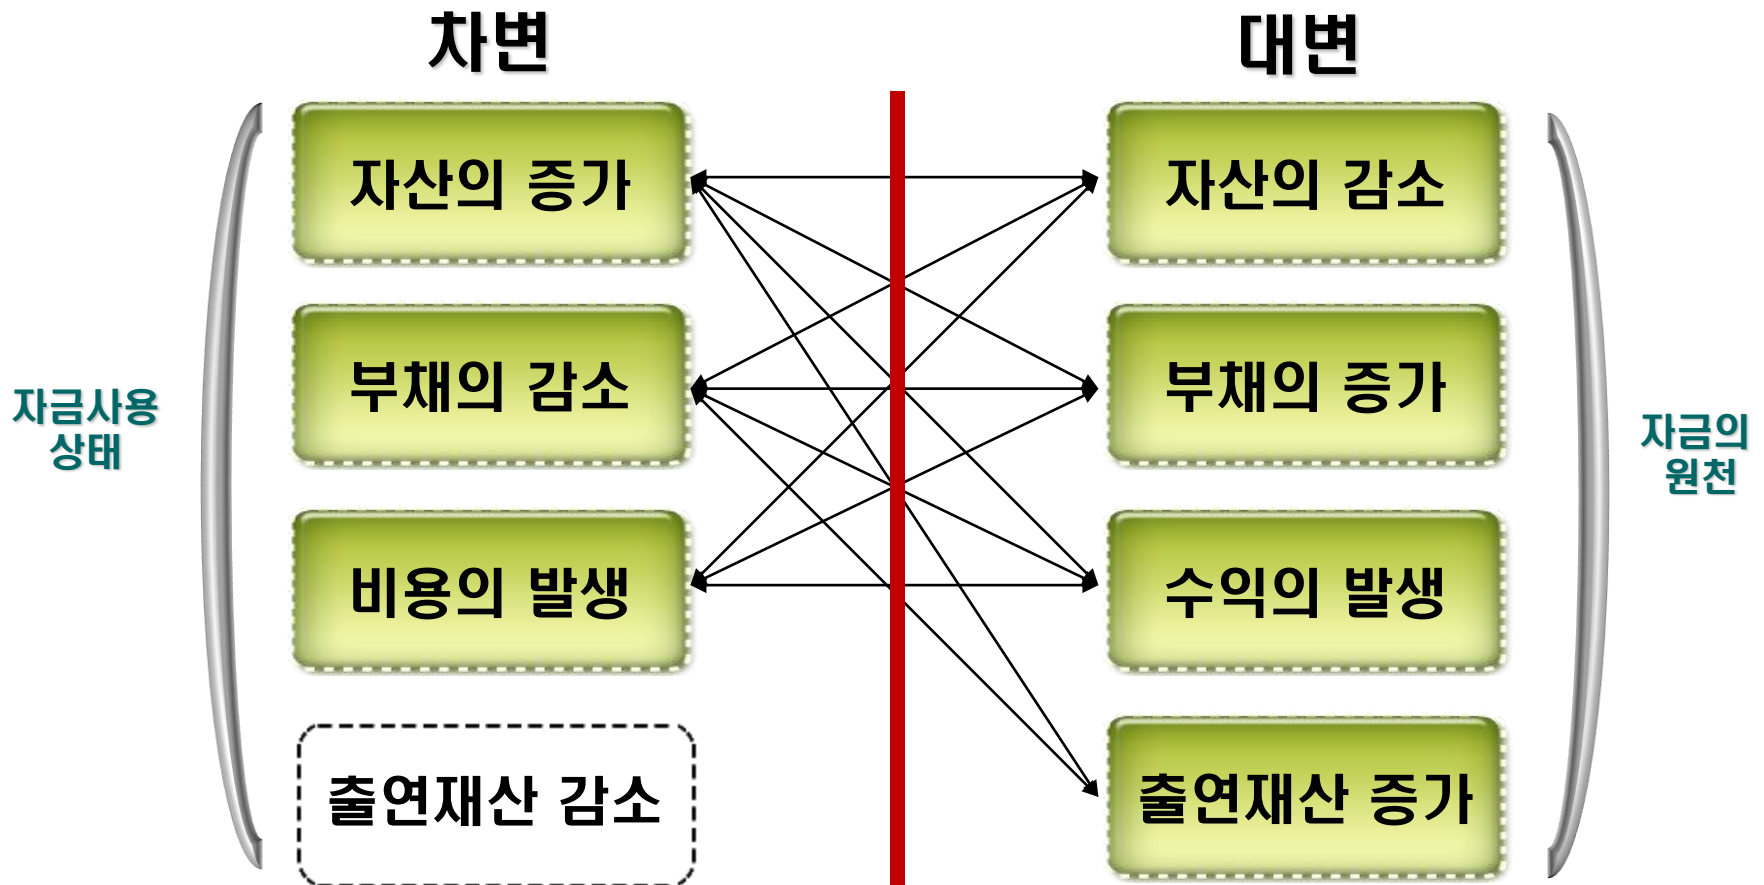 차변
대변
자산의 증가
자산의 감소
부채의 감소
부채의 증가
자금사용
상태
자금의
원천
비용의 발생
수익의 발생
출연재산 감소
출연재산 증가